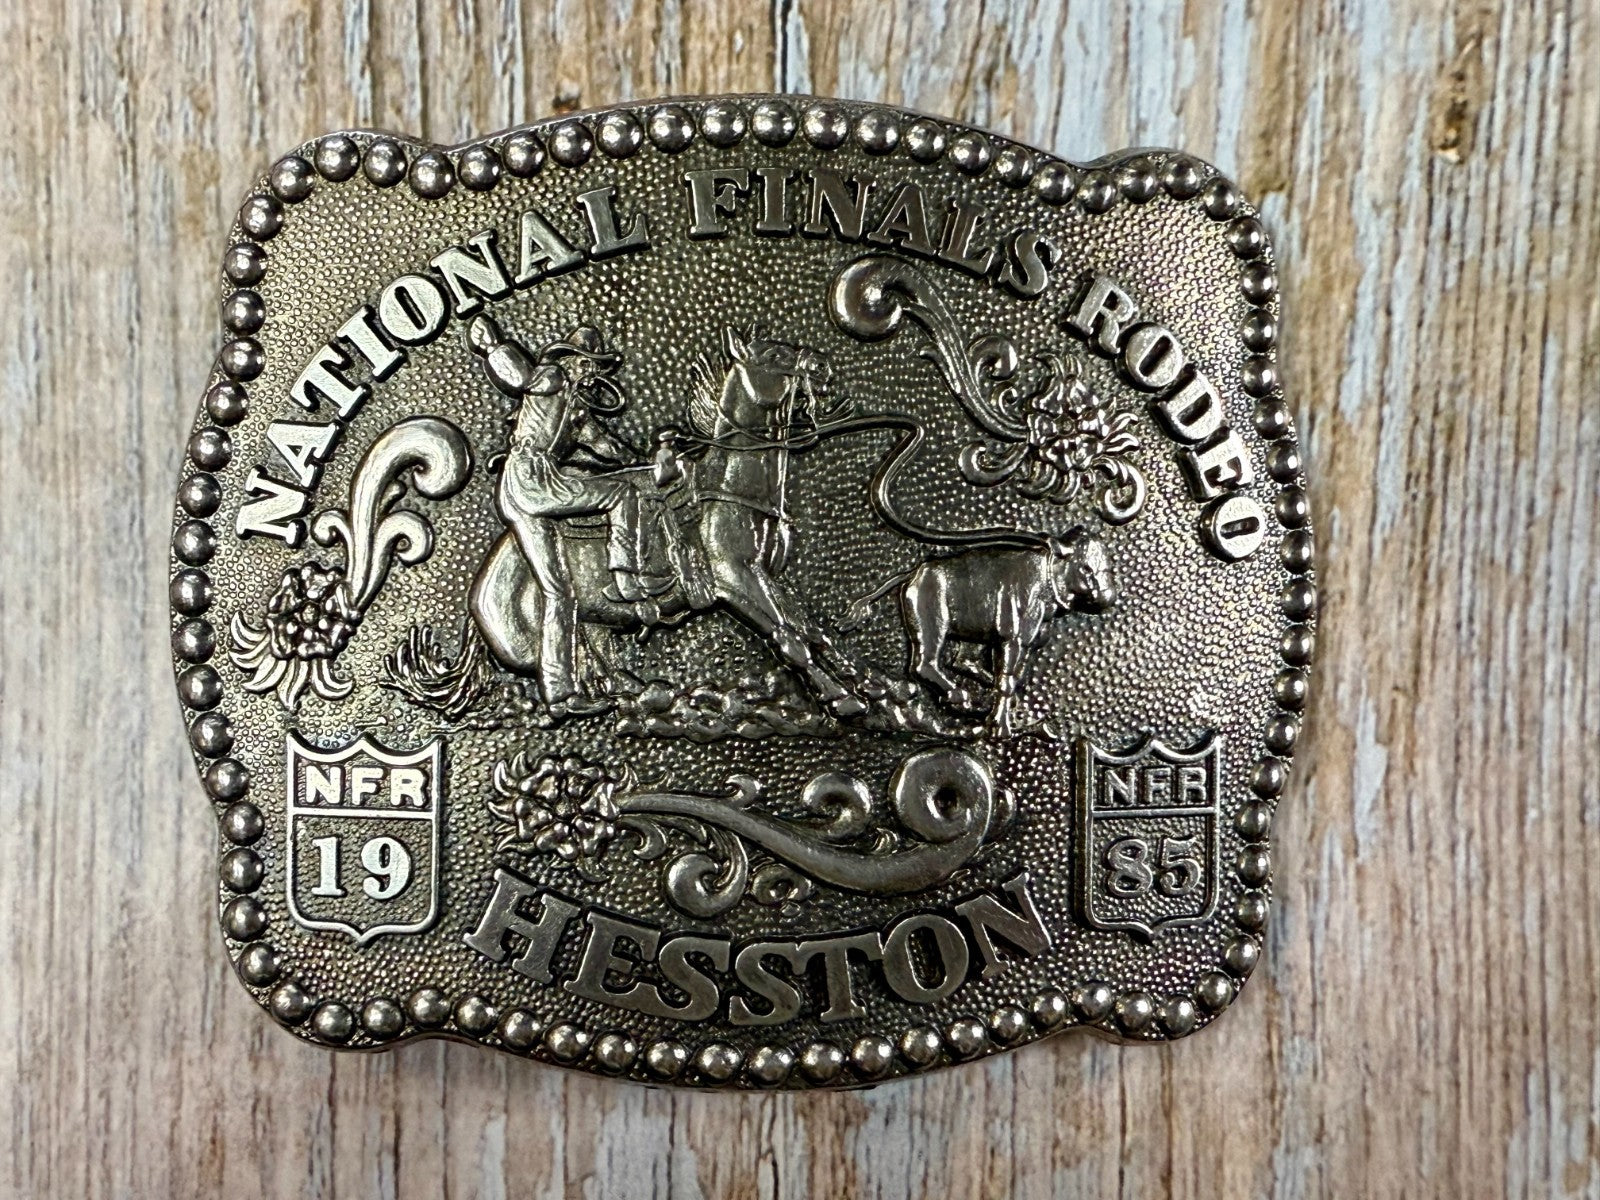 NATIONAL FINALS RODEO
NFR
19
NFR
85
HESSTON